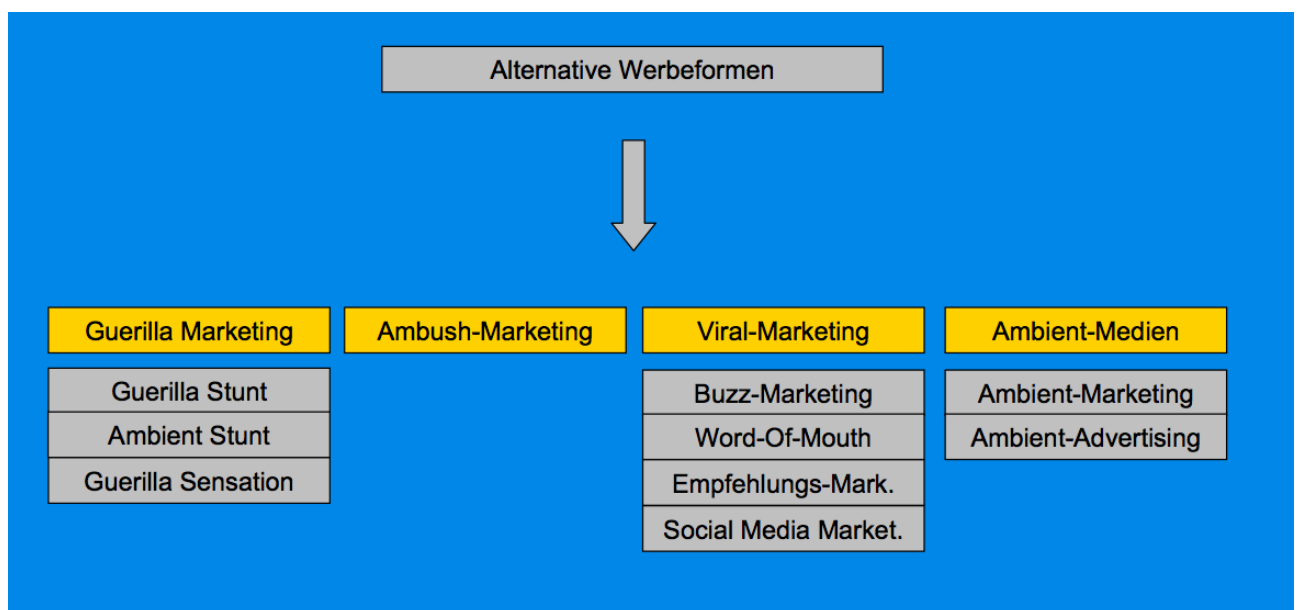 Alternative Werbeformen
Guerilla Marketing
Guerilla Stunt
Ambient Stunt
Guerilla Sensation
Ambush-Marketing
Viral-Marketing
Buzz-Marketing
Word-Of-Mouth
Empfehlungs-Mark.
Social Media Market.
Ambient-Medien
Ambient-Marketing
Ambient-Advertising